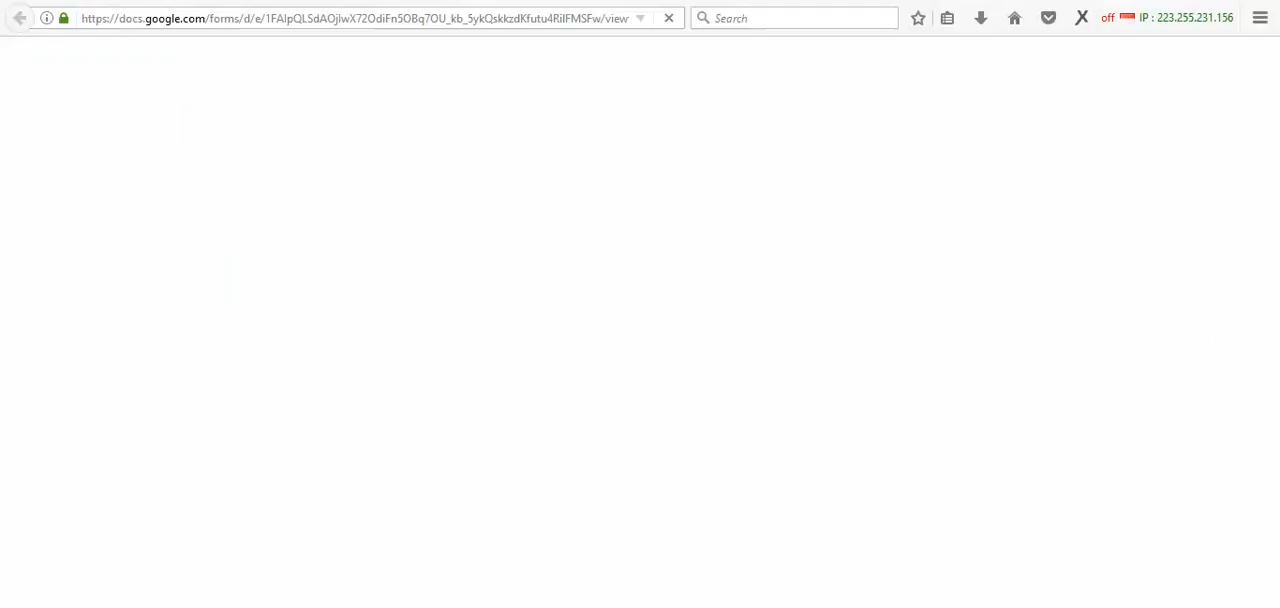 https://docs.google.com/forms/d/e/1FAIpQLSdAOjlwX72OdiFn5OBq7OU_kb_5ykQskkzdKfutu4RiIFMSFw/view
Search
off
IP : 223.255.231.156